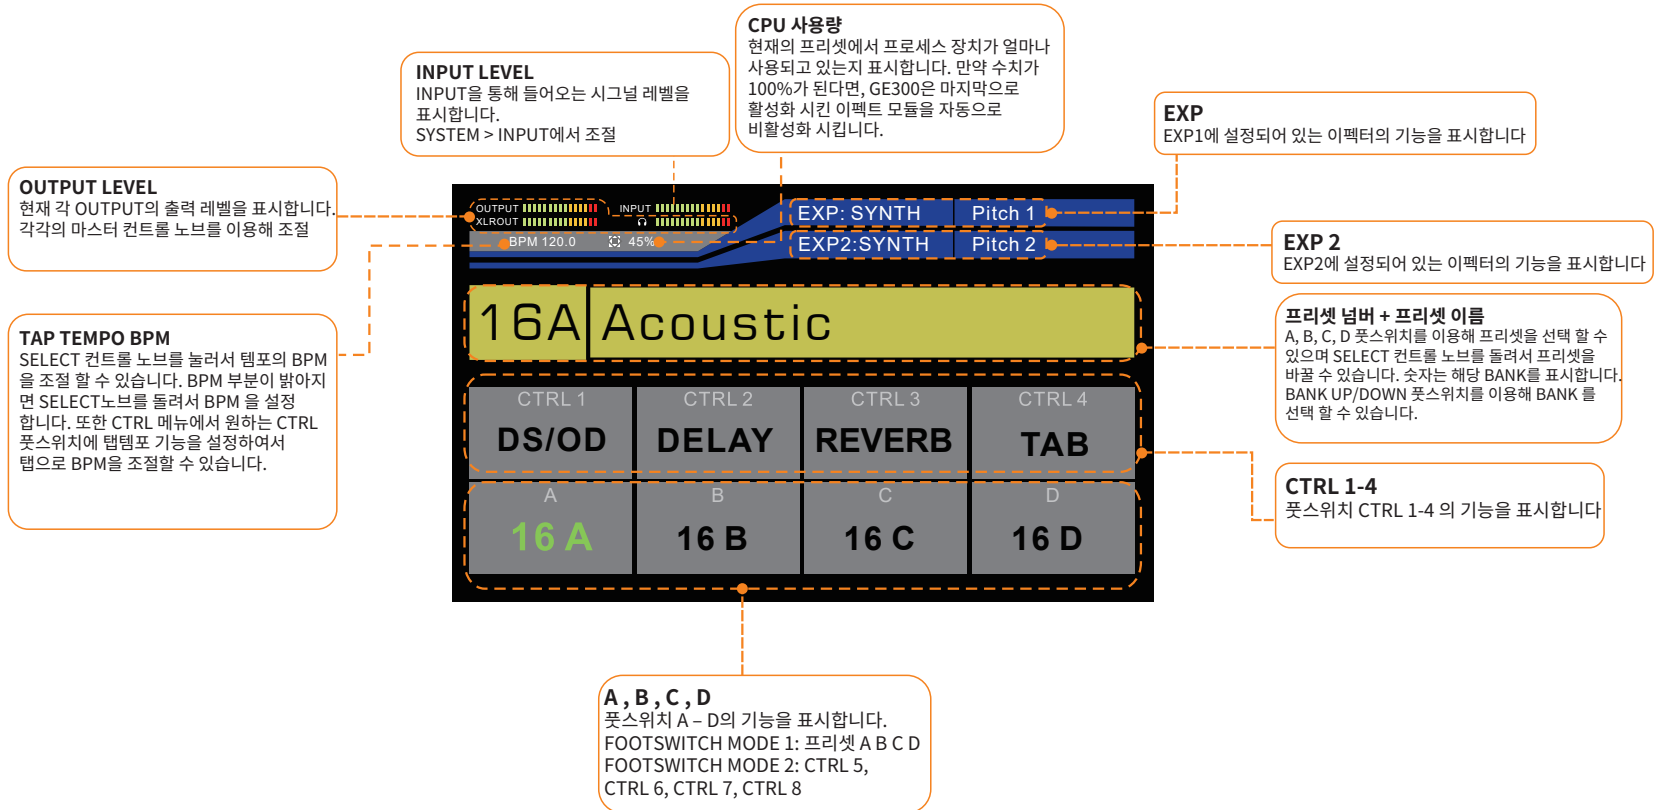 CPU 사용량
현재의 프리셋에서 프로세스 장치가 얼마나
사용되고 있는지 표시합니다. 만약 수치가
100%가 된다면, GE300은 마지막으로
활성화 시킨 이펙트 모듈을 자동으로
비활성화 시킵니다.
INPUT LEVEL
INPUT을 통해 들어오는 시그널 레벨을
표시합니다.
SYSTEM > INPUT에서 조절
EXP
EXP1에 설정되어 있는 이펙터의 기능을 표시합니다
OUTPUT LEVEL
현재 각 OUTPUT의 출력 레벨을 표시합니다.
각각의 마스터 컨트롤 노브를 이용해 조절
EXP 2
EXP2에 설정되어 있는 이펙터의 기능을 표시합니다
TAP TEMPO BPM
SELECT 컨트롤 노브를 눌러서 템포의 BPM
을 조절 할 수 있습니다. BPM 부분이 밝아지
면 SELECT노브를 돌려서 BPM 을 설정
합니다. 또한 CTRL 메뉴에서 원하는 CTRL
풋스위치에 탭템포 기능을 설정하여서
탭으로 BPM을 조절할 수 있습니다.
프리셋 넘버 + 프리셋 이름
A, B, C, D 풋스위치를 이용해 프리셋을 선택 할 수
있으며 SELECT 컨트롤 노브를 돌려서 프리셋을
바꿀 수 있습니다. 숫자는 해당 BANK를 표시합니다.
BANK UP/DOWN 풋스위치를 이용해 BANK 를
선택 할 수 있습니다.
CTRL 1-4
풋스위치 CTRL 1-4 의 기능을 표시합니다
OUTPUT INPUT
XLROUT
BPM 120.0 45%
EXP: SYNTH Pitch 1
EXP2:SYNTH Pitch 2
16A Acoustic
CTRL 1 CTRL 2 CTRL 3 CTRL 4
DS/OD DELAY REVERB TAB
A B C D
16 A 16 B 16 C 16 D
A , B , C , D
풋스위치 A – D의 기능을 표시합니다.
FOOTSWITCH MODE 1: 프리셋 A B C D
FOOTSWITCH MODE 2: CTRL 5,
CTRL 6, CTRL 7, CTRL 8